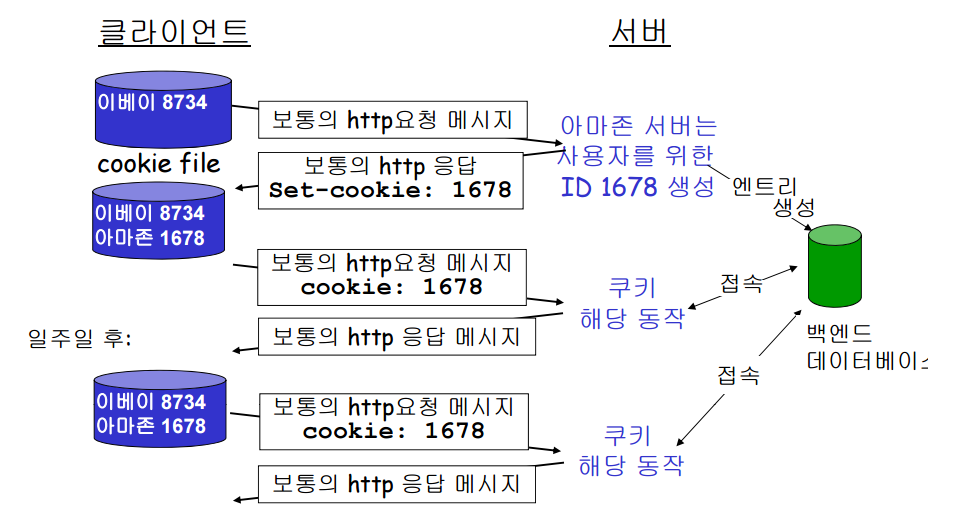 클라이언트
서버
이베이 8734
보통의 http요청 메시지
아마존 서버는
사용자를 위한
ID 1678 생성
cookie file
보통의 http 응답
Set-cookie: 1678
엔트리
생성
이베이 8734
아마존 1678
보통의 http요청 메시지
cookie: 1678
쿠키
해당 동작
접속
보통의 http 응답 메시지
백엔드
데이터베이스
일주일 후:
접속
이베이 8734
아마존 1678
보통의 http요청 메시지
cookie: 1678
쿠키
해당 동작
보통의 http 응답 메시지